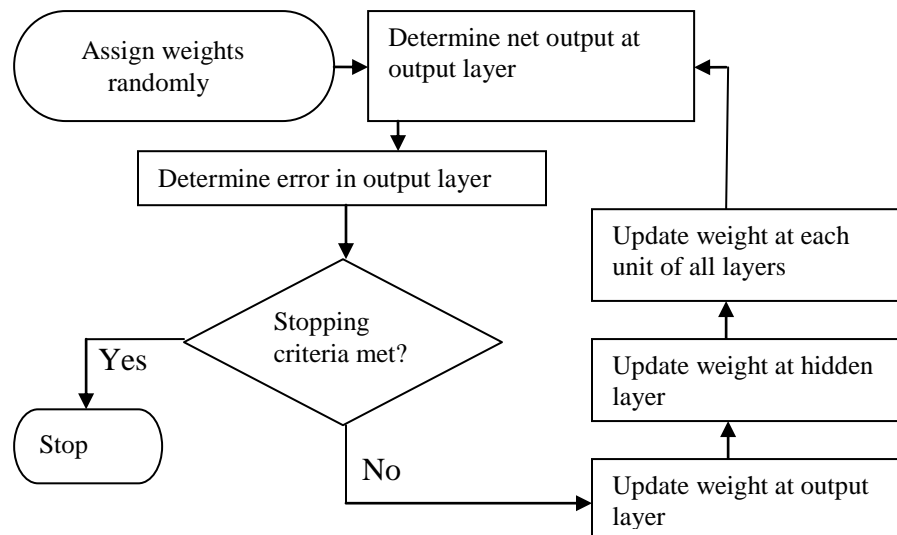 Assign weights
randomly
Determine net output at
output layer
Determine error in output layer
Stopping
criteria met?
Yes
Stop
No
Update weight at output
layer
Update weight at hidden
layer
Update weight at each
unit of all layers